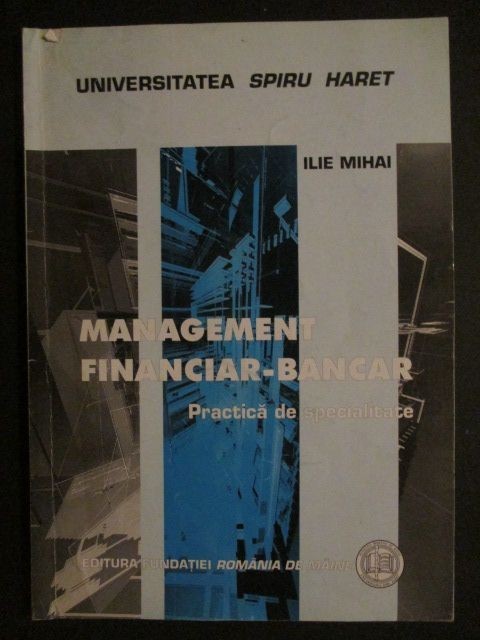 UNIVERSITATEA SPIRU HARET
ILIE MIHAI
MANAGEMENT
FINANCIAR-BANCAR
Practică de specialitate
EDITURA FUNDAȚIEI ROMÂNIA DE MÂINE